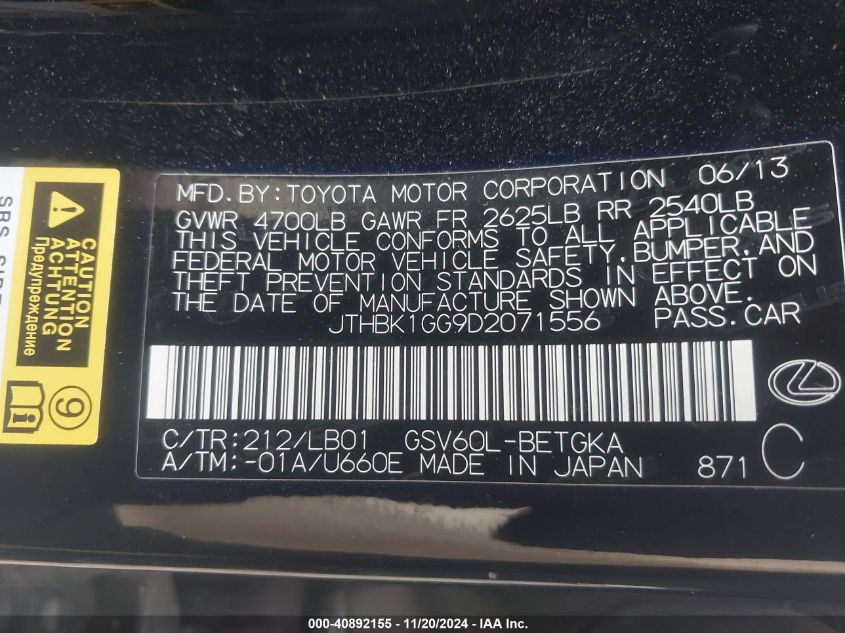 MFD.BY:TOYOTA MOTOR CORPORATION 06/13
GVWR 4700LB GAWR FR 2625LB RR 2540LB
THIS VEHICLE CONFORMS TO ALL APPLICABLE
FEDERAL MOTOR VEHICLE SAFETY,BUMPER,AND
THEFT PREVENTION STANDARDS IN EFFECT ON
THE DATE OF MANUFACTURE SHOWN ABOVE.
JTHBK1GG9D2071556 PASS.CAR
C/TR:212/LB01 GSV60L-BETGKA
A/TM:-01A/U660E MADE IN JAPAN 871 C
CAUTION
ATTENTION
ACHTUNG
Предупреждение
9
SRS
000-40892155 - 11/20/2024 - IAA Inc.